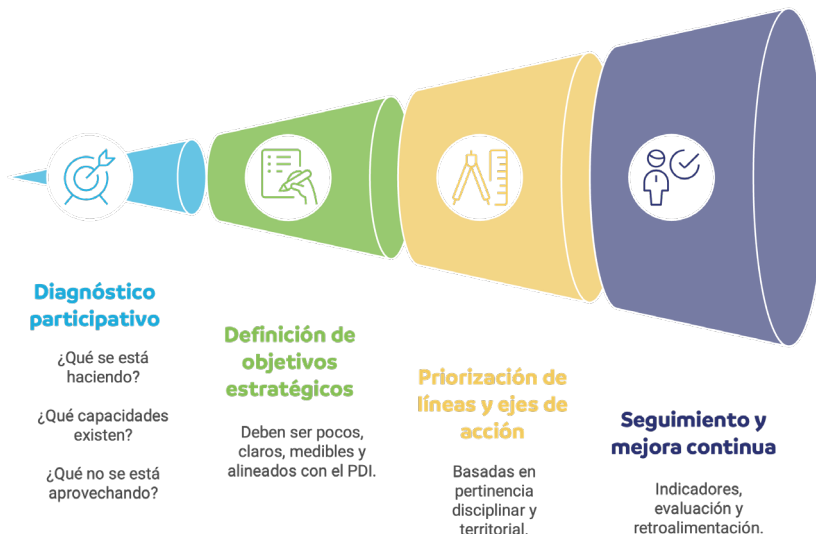 Diagnóstico
participativo
¿Qué se está
haciendo?
¿Qué capacidades
existen?
¿Qué no se está
aprovechando?
Definición de
objetivos
estratégicos
Deben ser pocos,
claros, medibles y
alineados con el PDI.
Priorización de
líneas y ejes de
acción
Basadas en
pertinencia
disciplinar y
territorial.
Seguimiento y
mejora continua
Indicadores,
evaluación y
retroalimentación.